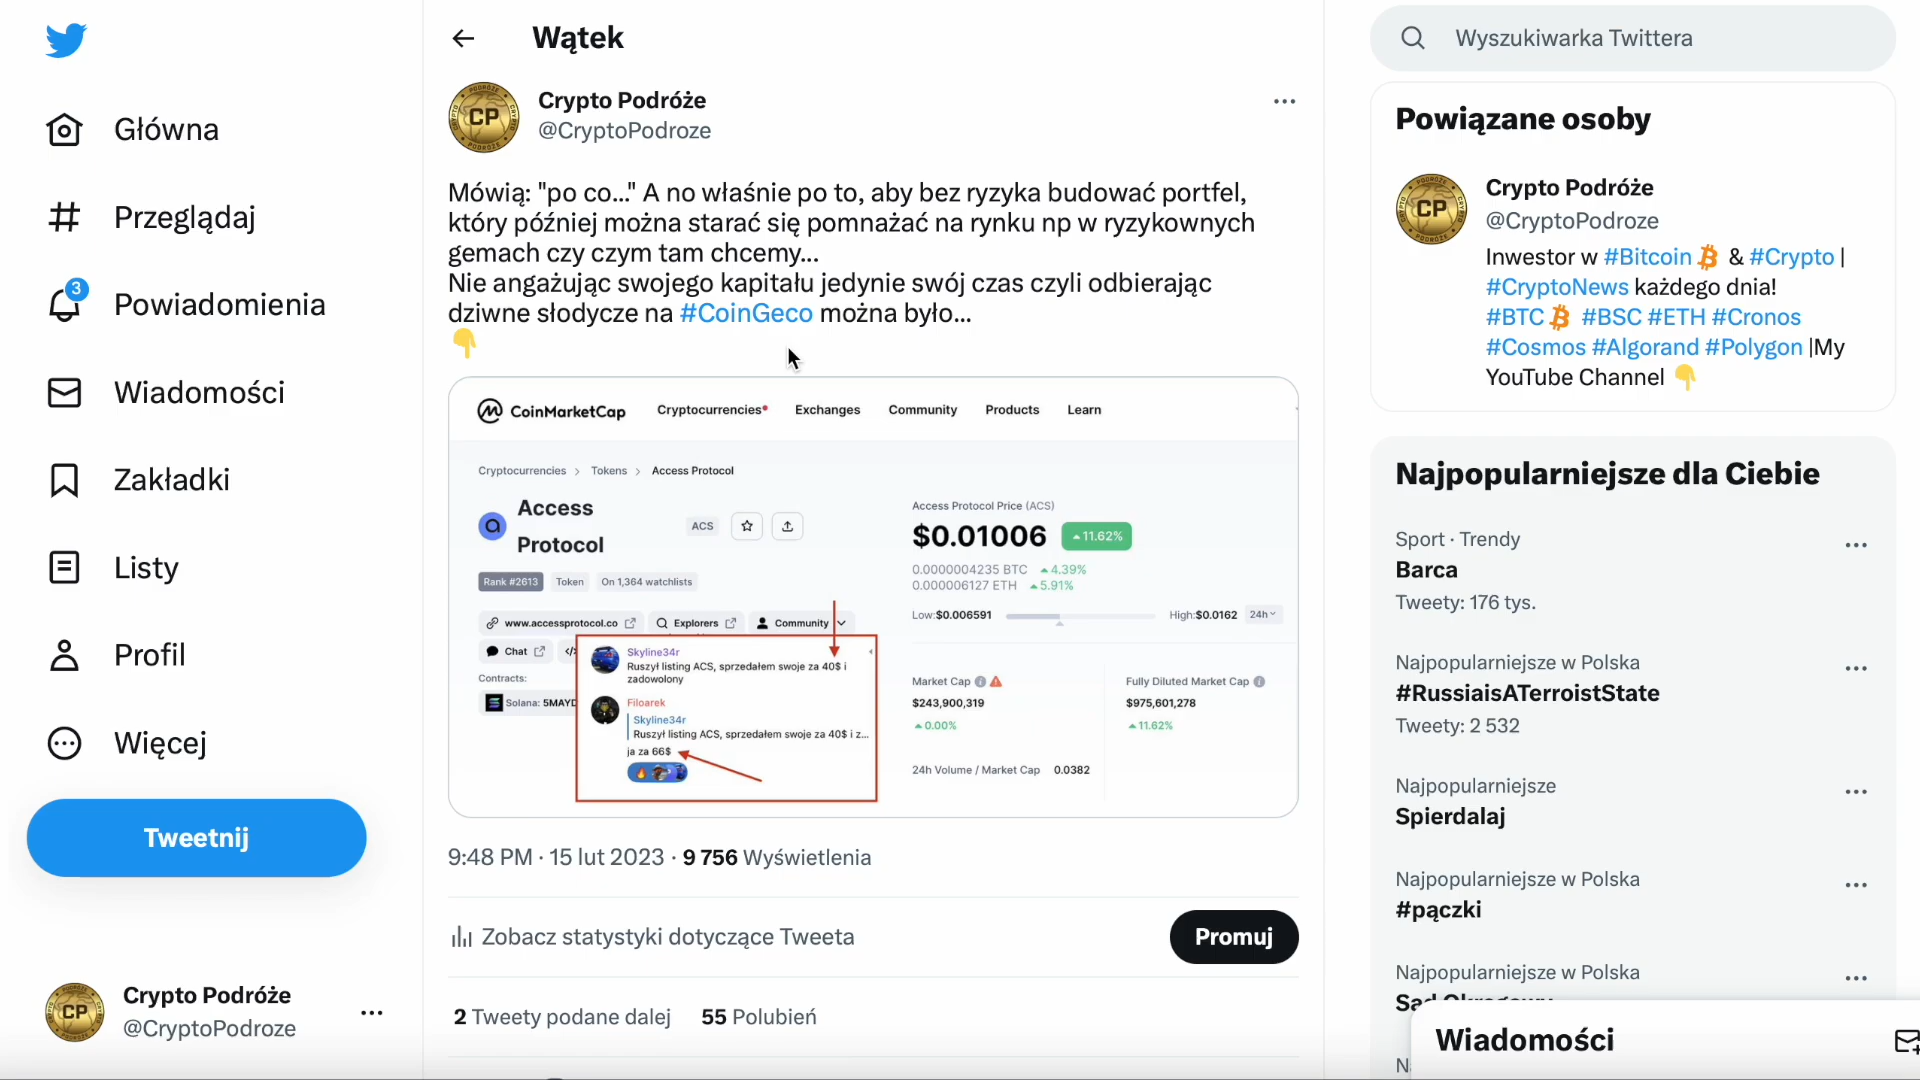 Główna
Przeglądaj
3
Powiadomienia
Wiadomości
Zakładki
Listy
Profil
Więcej
Tweetnij
CP
Crypto Podróże
@CryptoPodroze
Wątek
CP
Crypto Podróże
@CryptoPodroze
Mówią: "po co..." A no właśnie po to, aby bez ryzyka budować portfel,
który później można starać się pomnażać na rynku np w ryzykownych
gemach czy czym tam chcemy...
Nie angażując swojego kapitału jedynie swój czas czyli odbierając
dziwne słodycze na #CoinGeco można było...
CoinMarketCap Cryptocurrencies Exchanges Community Products Learn
Cryptocurrencies > Tokens > Access Protocol
Access
Protocol
ACS
Rank #2613 Token On 1,364 watchlists
www.accessprotocol.co Explorers Community
Chat </>
Contracts:
Solana: 5MAYD
Skyline34r
Ruszył listing ACS, sprzedałem swoje za 40$ i
zadowolony
Filoarek
Skyline34r
Ruszył listing ACS, sprzedałem swoje za 40$ i z...
ja za 66$
Access Protocol Price (ACS)
$0.01006 11.62%
0.0000004235 BTC 4.39%
0.000006127 ETH 5.91%
Low:$0.006591 High:$0.0162 24h
Market Cap
$243,900,319
0.00%
Fully Diluted Market Cap
$975,601,278
11.62%
24h Volume / Market Cap 0.0382
9:48 PM · 15 lut 2023 · 9 756 Wyświetlenia
Zobacz statystyki dotyczące Tweeta
Promuj
2 Tweety podane dalej 55 Polubień
Wyszukiwarka Twittera
Powiązane osoby
CP
Crypto Podróże
@CryptoPodroze
Inwestor w #Bitcoin & #Crypto |
#CryptoNews każdego dnia!
#BTC #BSC #ETH #Cronos
#Cosmos #Algorand #Polygon |My
YouTube Channel
Najpopularniejsze dla Ciebie
Sport · Trendy
Barca
Tweety: 176 tys.
Najpopularniejsze w Polska
#RussiaisATerroistState
Tweety: 2 532
Najpopularniejsze
Spierdalaj
Najpopularniejsze w Polska
#pączki
Najpopularniejsze w Polska
Wiadomości